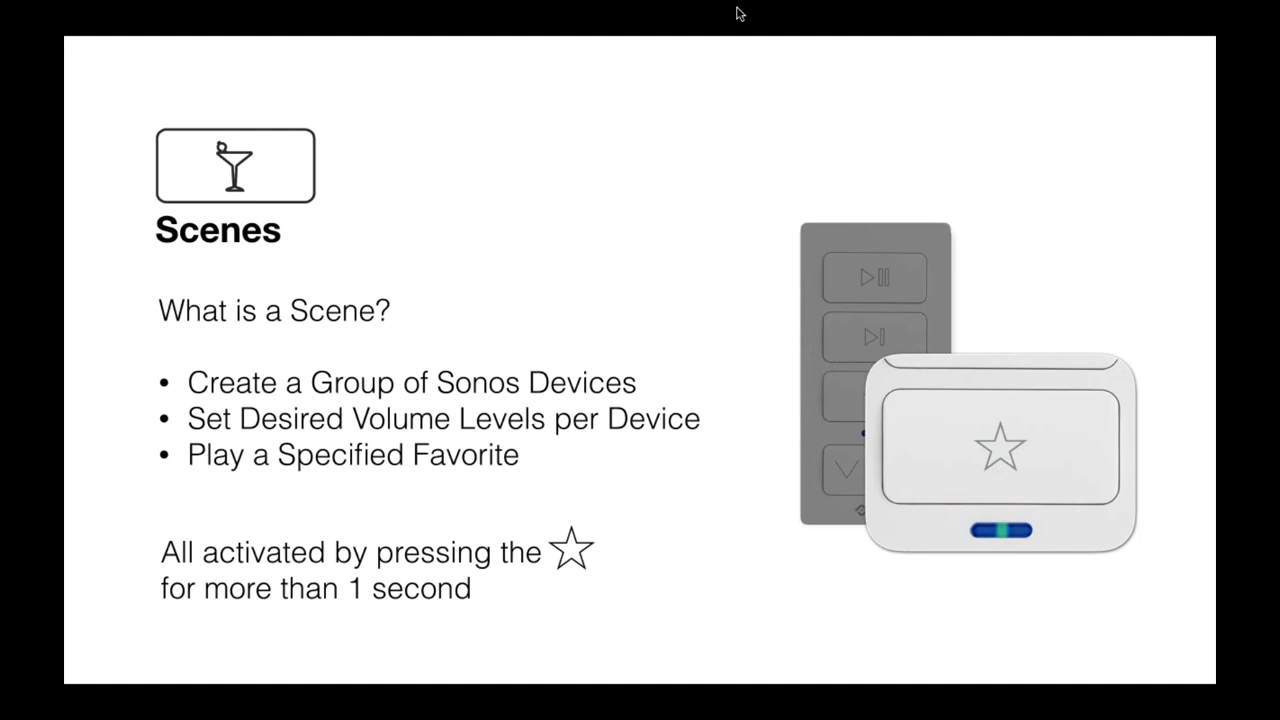 Scenes
What is a Scene?
• Create a Group of Sonos Devices
• Set Desired Volume Levels per Device
• Play a Specified Favorite
All activated by pressing the
for more than 1 second